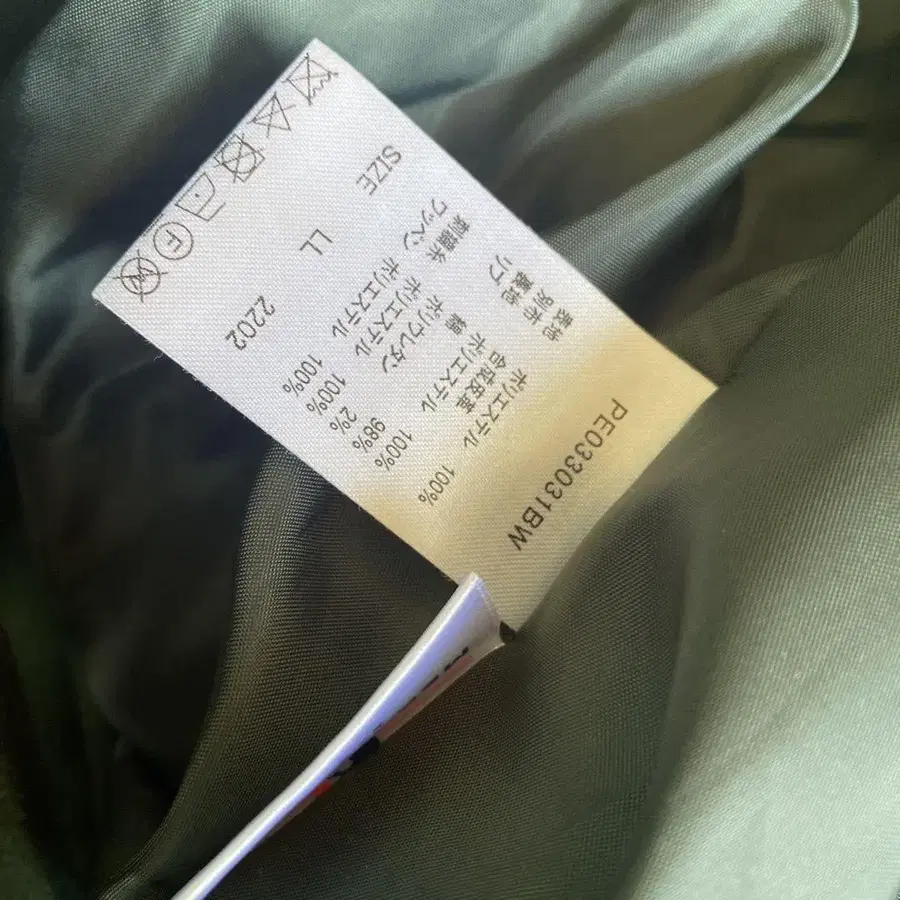 PE033031BW
表地 ポリエステル 100%
別布 合成皮革
裏地 ポリエステル 100%
リブ 綿 98%
ポリウレタン 2%
刺繍糸 ポリエステル 100%
ワッペン ポリエステル 100%
SIZE LL 2202
F W